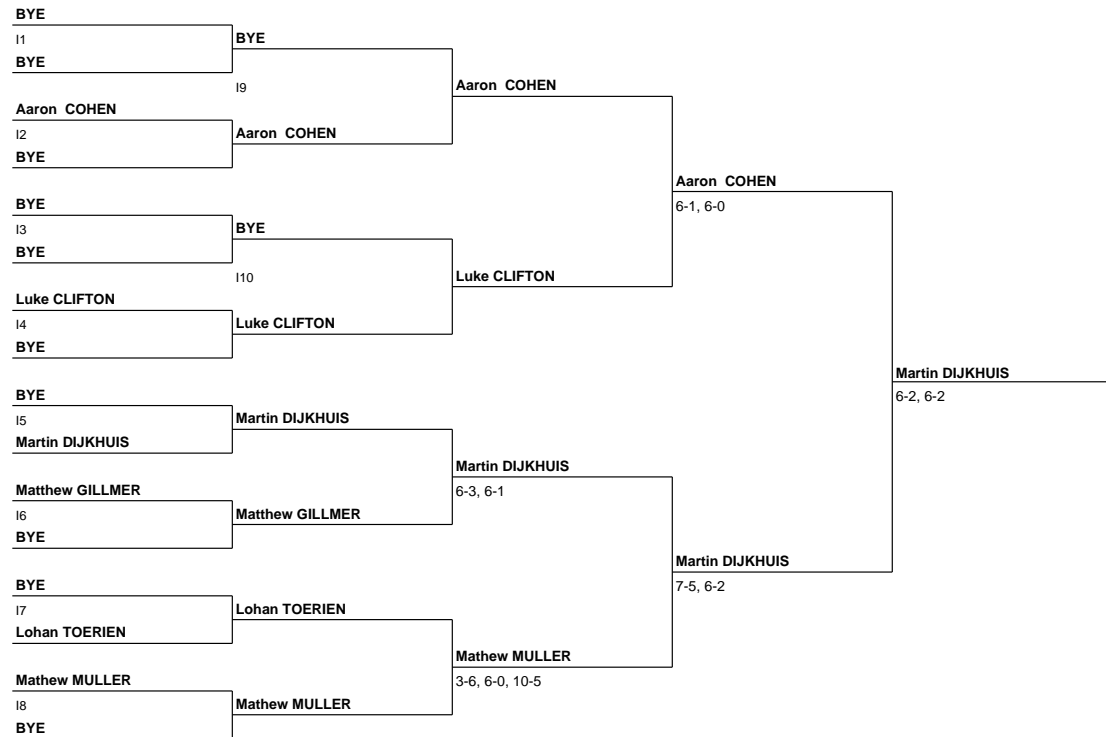 BYE
I1
BYE
BYE
I9
Aaron COHEN
Aaron COHEN
I2
Aaron COHEN
BYE
Aaron COHEN
6-1, 6-0
BYE
I3
BYE
BYE
I10
Luke CLIFTON
Luke CLIFTON
I4
Luke CLIFTON
BYE
Martin DIJKHUIS
6-2, 6-2
BYE
I5
Martin DIJKHUIS
Martin DIJKHUIS
Martin DIJKHUIS
6-3, 6-1
Matthew GILLMER
I6
Matthew GILLMER
BYE
Martin DIJKHUIS
7-5, 6-2
BYE
I7
Lohan TOERIEN
Lohan TOERIEN
Mathew MULLER
3-6, 6-0, 10-5
Mathew MULLER
I8
Mathew MULLER
BYE